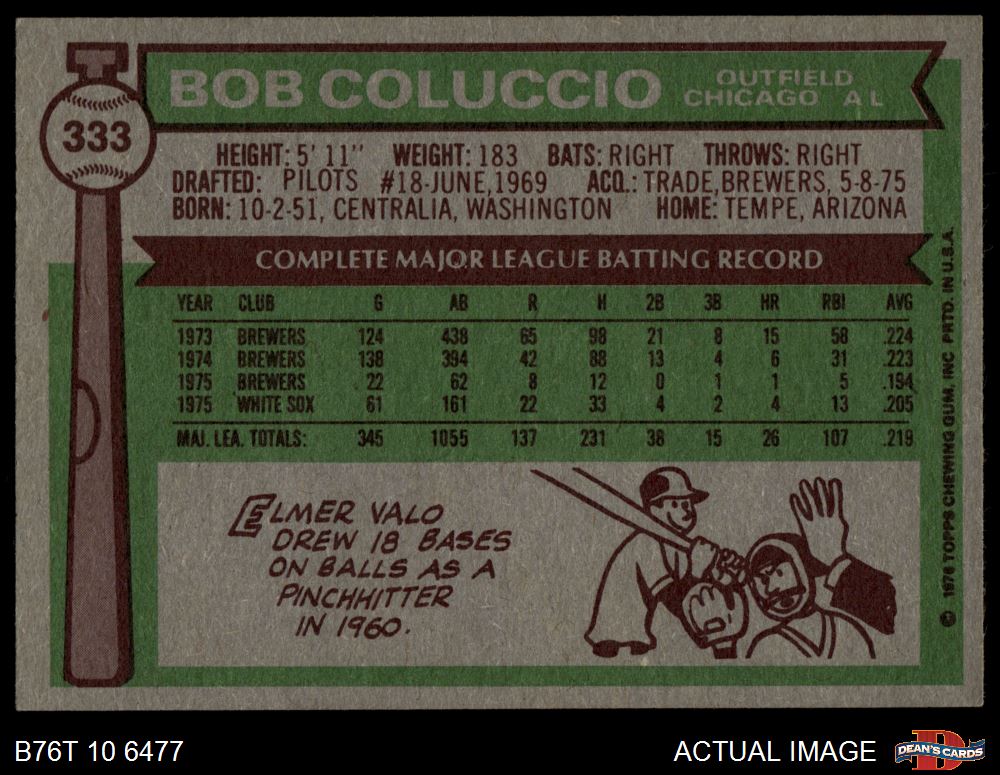 333
BOB COLUCCIO
OUTFIELD
CHICAGO A L
HEIGHT: 5' 11" WEIGHT: 183 BATS: RIGHT THROWS: RIGHT
DRAFTED: PILOTS #18-JUNE, 1969 ACQ.: TRADE, BREWERS, 5-8-75
BORN: 10-2-51, CENTRALIA, WASHINGTON HOME: TEMPE, ARIZONA
COMPLETE MAJOR LEAGUE BATTING RECORD
YEAR CLUB G AB R H 2B 3B HR RBI AVG
1973 BREWERS 124 438 65 98 21 8 15 58 .224
1974 BREWERS 138 394 42 88 13 4 6 31 .223
1975 BREWERS 22 62 8 12 0 1 1 5 .194
1975 WHITE SOX 61 161 22 33 4 2 4 13 .205
MAJ. LEA. TOTALS: 345 1055 137 231 38 15 26 107 .219
ELMER VALO
DREW 18 BASES
ON BALLS AS A
PINCHHITTER
IN 1960.
© 1976 TOPPS CHEWING GUM, INC PRTD. IN U.S.A.
B76T 10 6477
ACTUAL IMAGE
D
DEAN'S CARDS